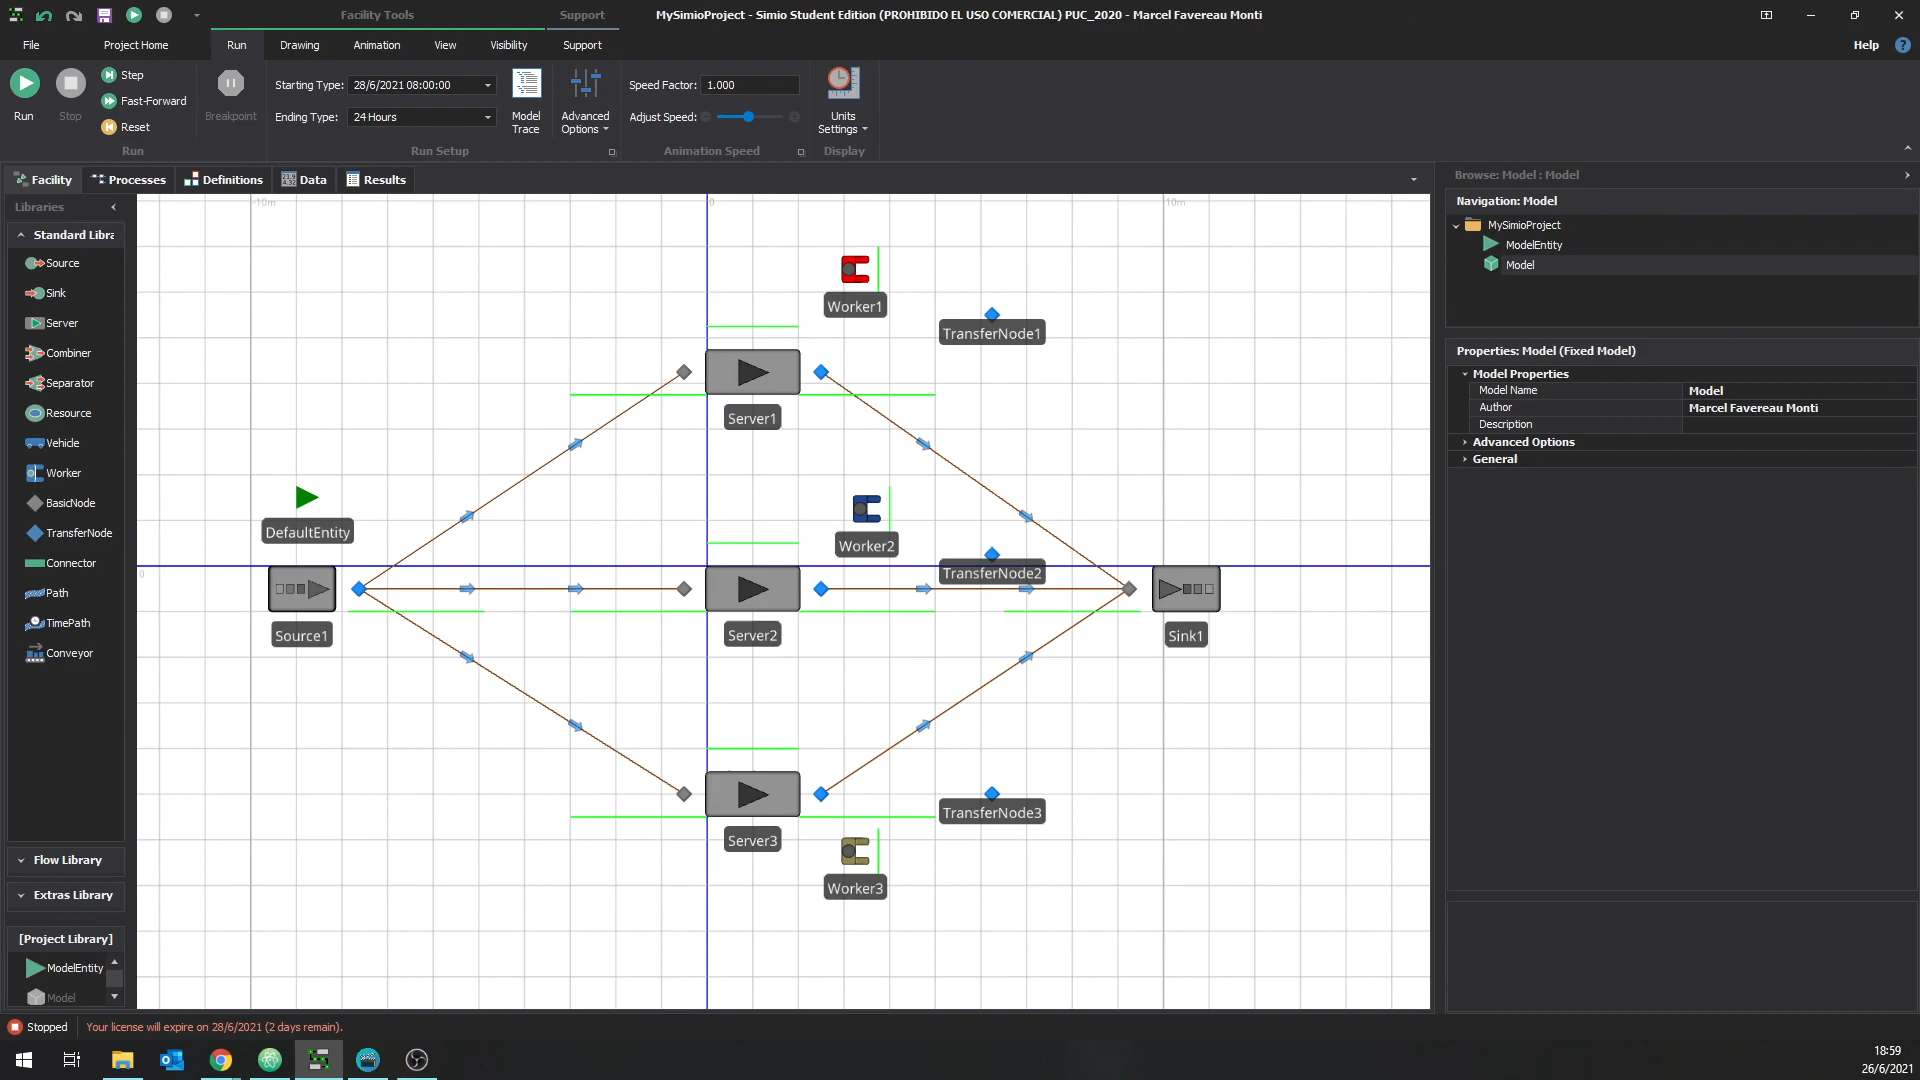 Facility Tools
Support
MySimioProject - Simio Student Edition (PROHIBIDO EL USO COMERCIAL) PUC_2020 - Marcel Favereau Monti
File
Project Home
Run
Drawing
Animation
View
Visibility
Support
Help
?
Run
Stop
Step
Fast-Forward
Reset
Run
Breakpoint
Starting Type: 28/6/2021 08:00:00
Ending Type: 24 Hours
Run Setup
Model
Trace
Advanced
Options
Speed Factor: 1.000
Adjust Speed:
Animation Speed
Units
Settings
Display
Facility
Processes
Definitions
Data
Results
Libraries
Standard Libra
Source
Sink
Server
Combiner
Separator
Resource
Vehicle
Worker
BasicNode
TransferNode
Connector
Path
TimePath
Conveyor
Flow Library
Extras Library
[Project Library]
ModelEntity
Model
-10m
0
10m
0
Worker1
TransferNode1
Server1
DefaultEntity
Worker2
TransferNode2
Source1
Server2
Sink1
TransferNode3
Server3
Worker3
Browse: Model : Model
Navigation: Model
MySimioProject
ModelEntity
Model
Properties: Model (Fixed Model)
Model Properties
Model Name Model
Author Marcel Favereau Monti
Description
Advanced Options
General
Stopped
Your license will expire on 28/6/2021 (2 days remain).
18:59
26/6/2021